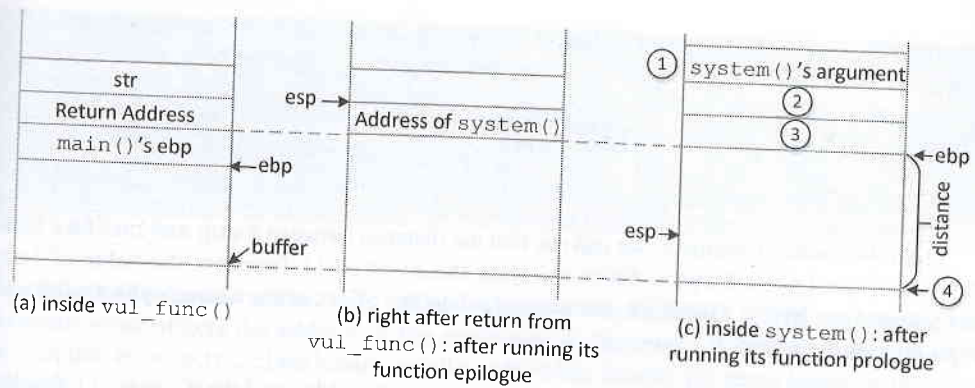 str
Return Address
main()'s ebp
ebp
buffer
(a) inside vul_func()
esp
Address of system()
(b) right after return from
vul_func(): after running its
function epilogue
1
system()'s argument
2
3
ebp
esp
distance
4
(c) inside system(): after
running its function prologue